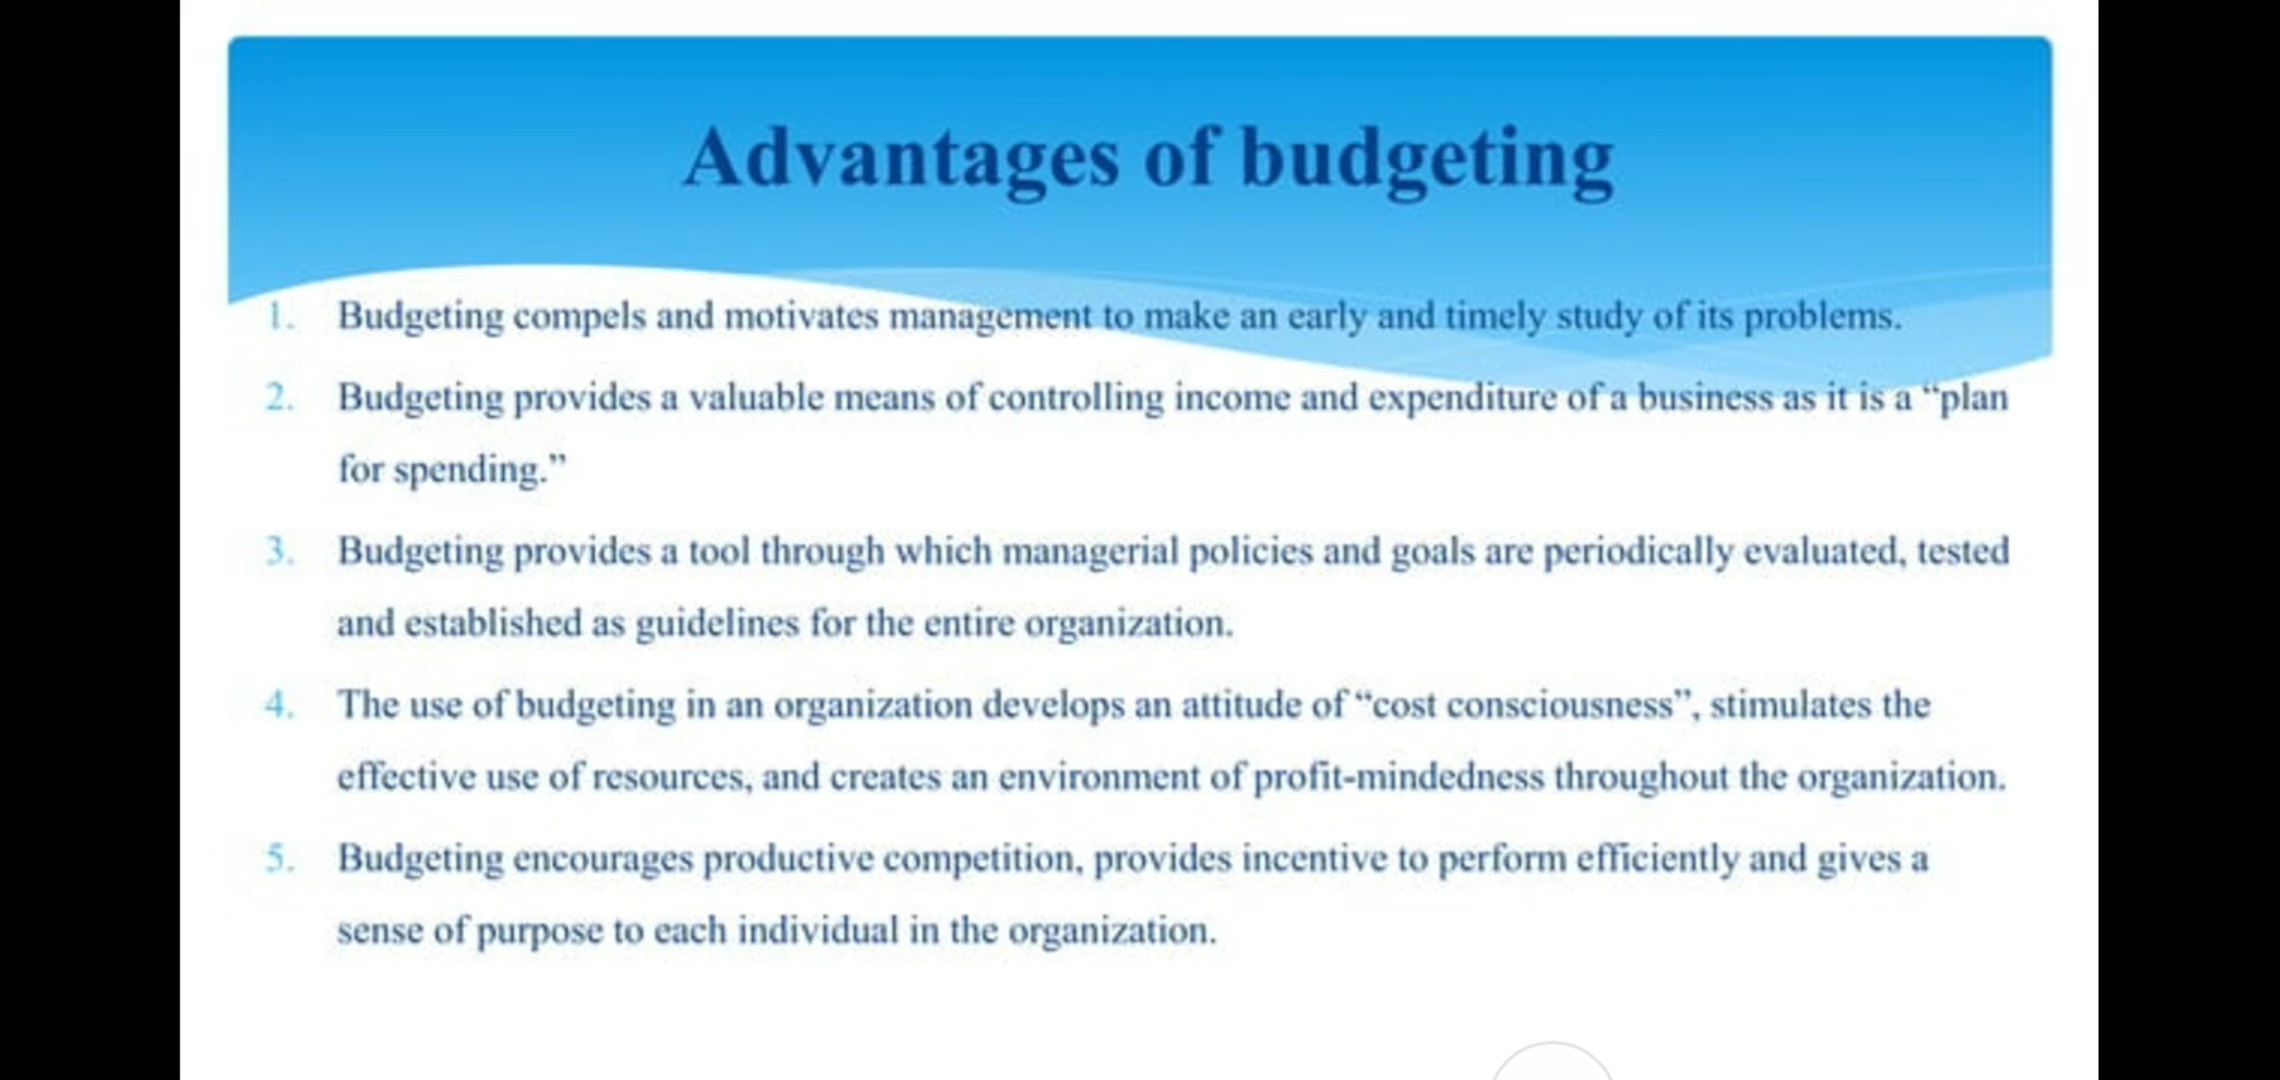 Advantages of budgeting
1. Budgeting compels and motivates management to make an early and timely study of its problems.
2. Budgeting provides a valuable means of controlling income and expenditure of a business as it is a “plan
for spending.”
3. Budgeting provides a tool through which managerial policies and goals are periodically evaluated, tested
and established as guidelines for the entire organization.
4. The use of budgeting in an organization develops an attitude of “cost consciousness”, stimulates the
effective use of resources, and creates an environment of profit-mindedness throughout the organization.
5. Budgeting encourages productive competition, provides incentive to perform efficiently and gives a
sense of purpose to each individual in the organization.